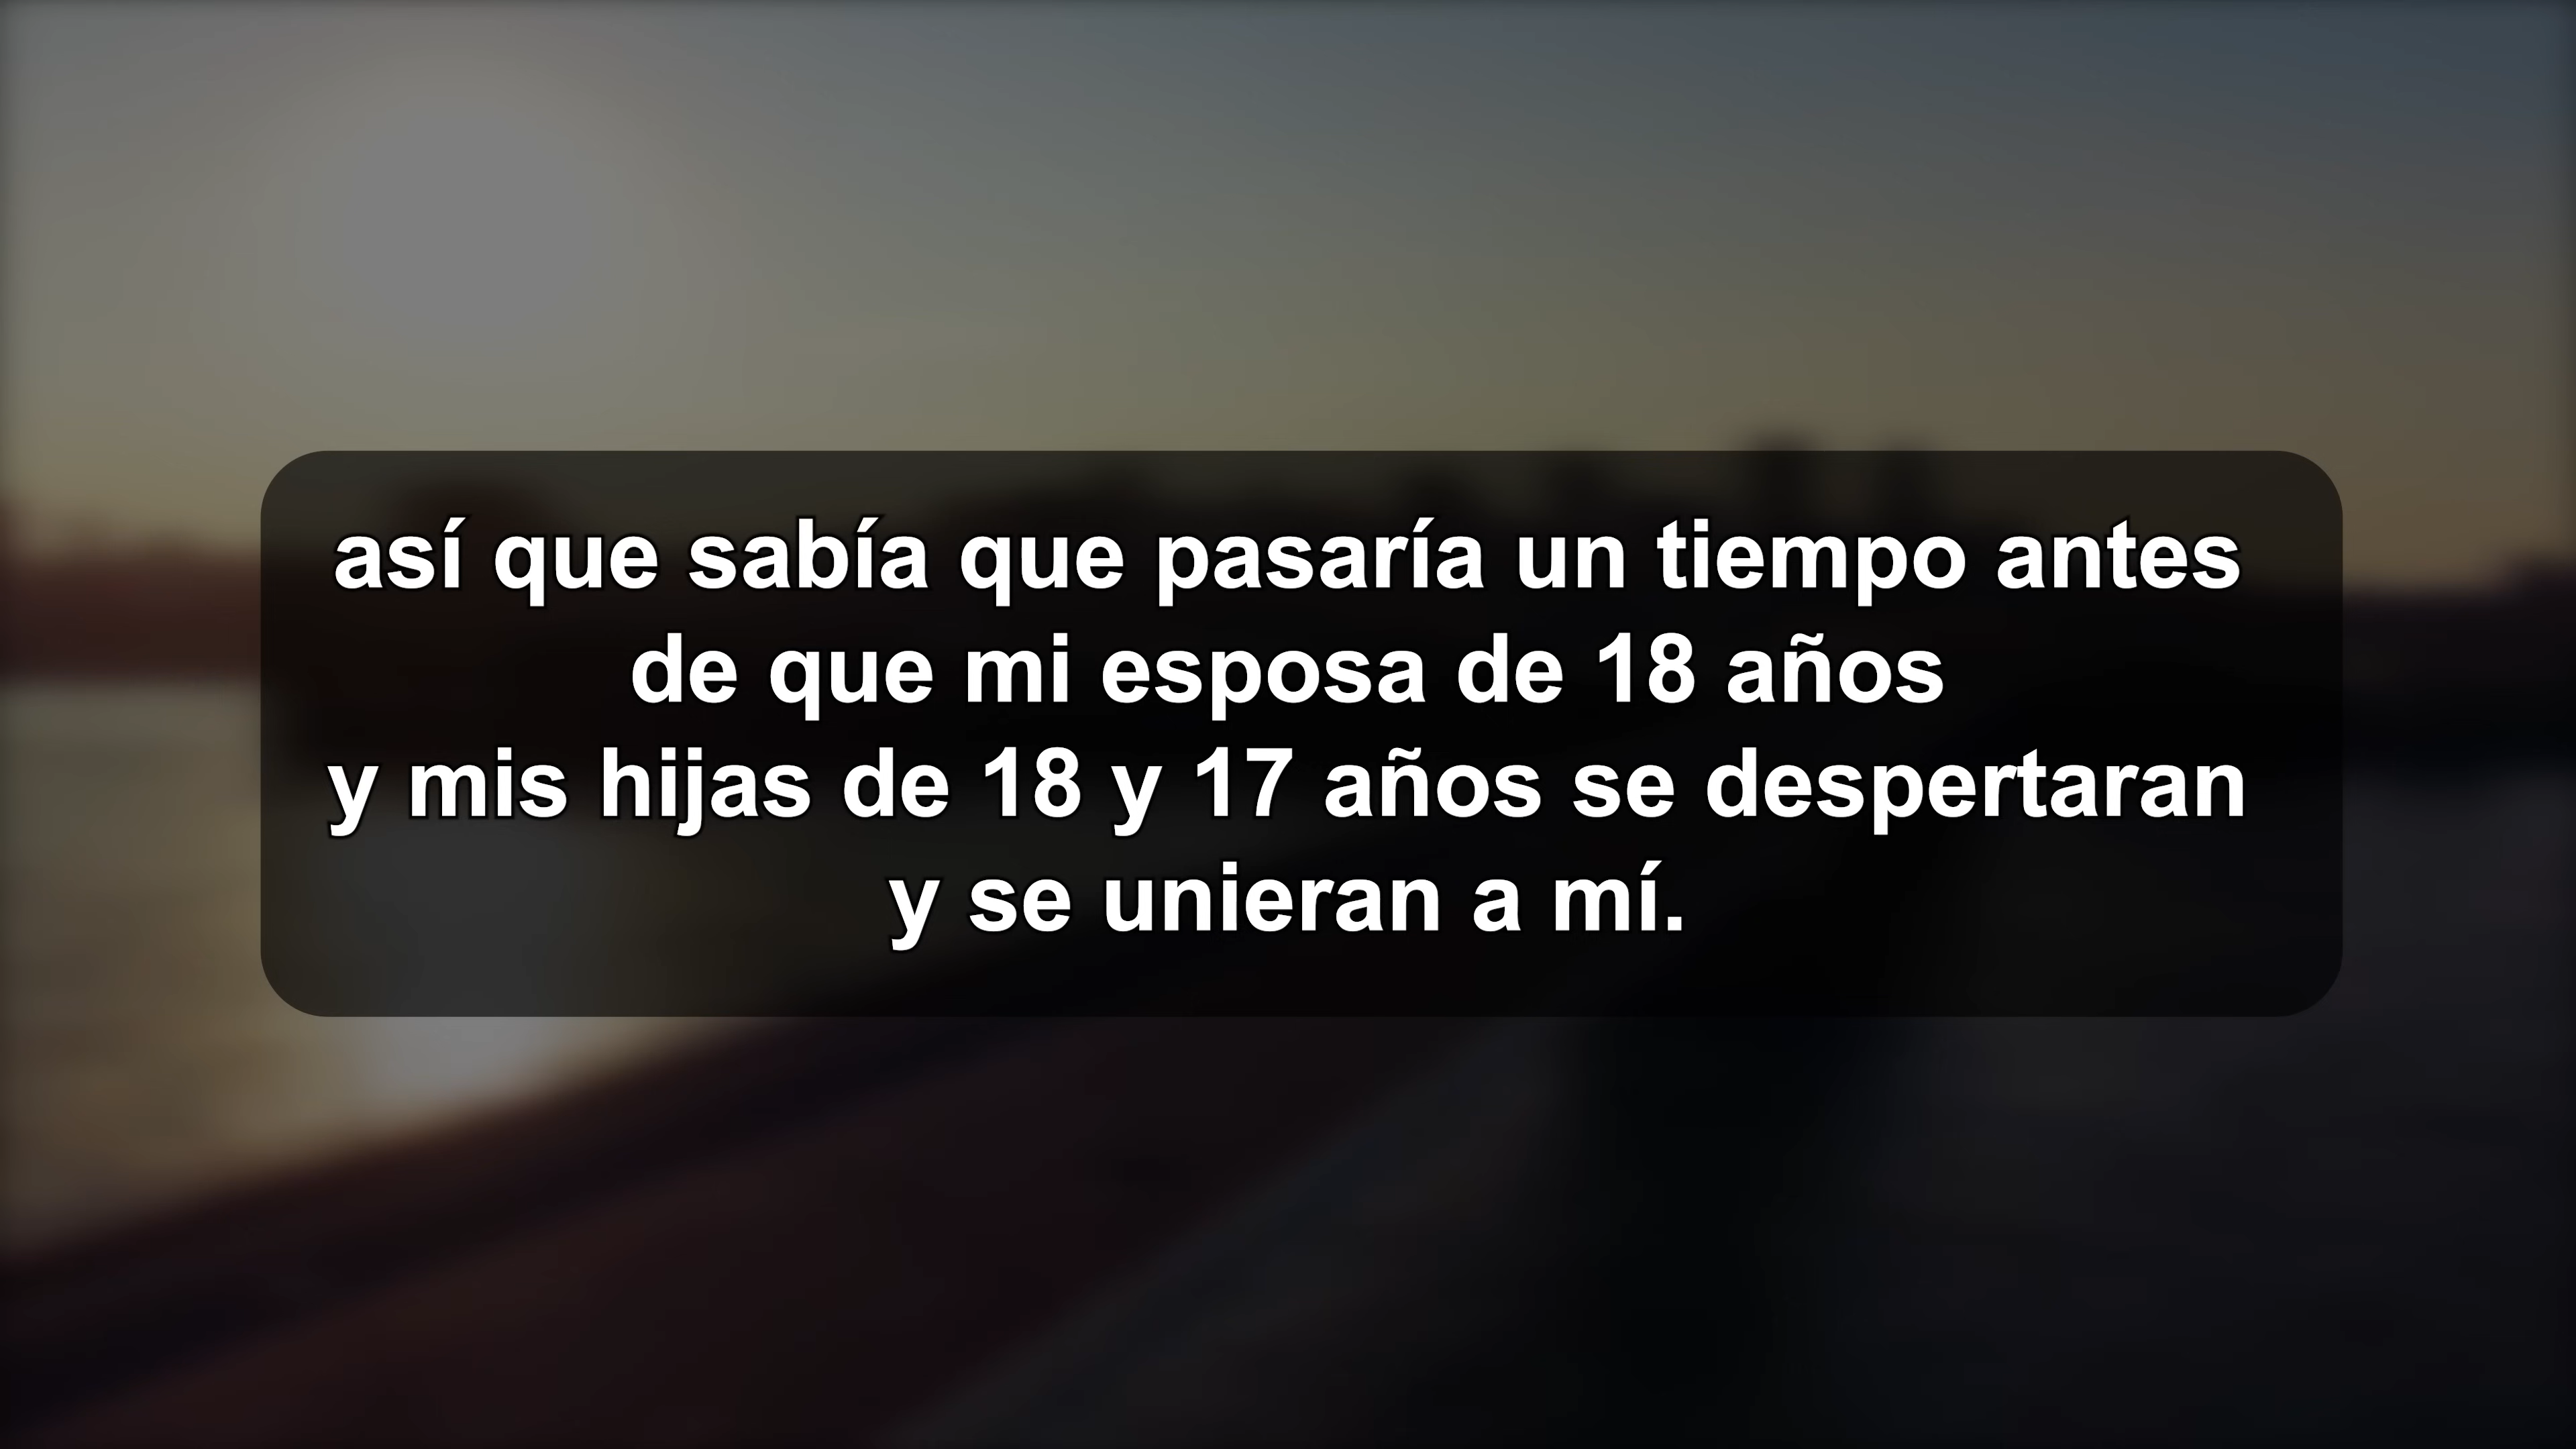 así que sabía que pasaría un tiempo antes
de que mi esposa de 18 años
y mis hijas de 18 y 17 años se despertaran
y se unieran a mí.